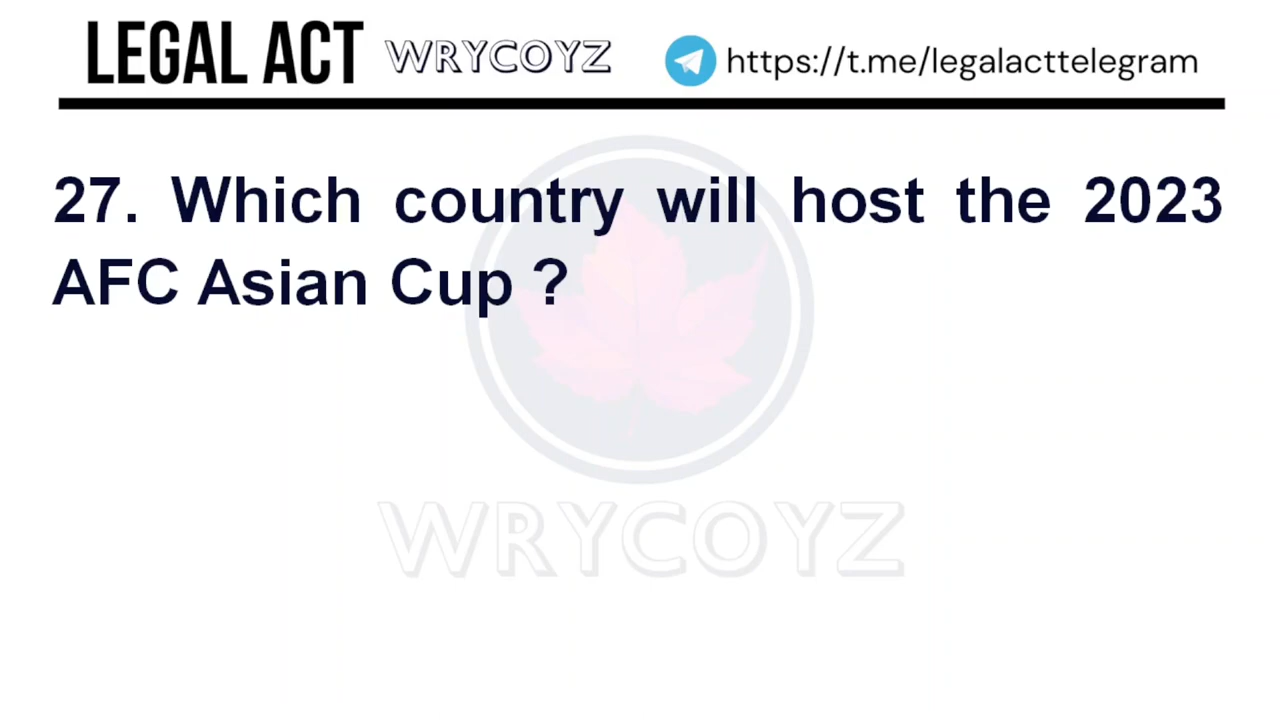 LEGAL ACT WRYCOYZ https://t.me/legalacttelegram
27. Which country will host the 2023
AFC Asian Cup ?
WRYCOYZ